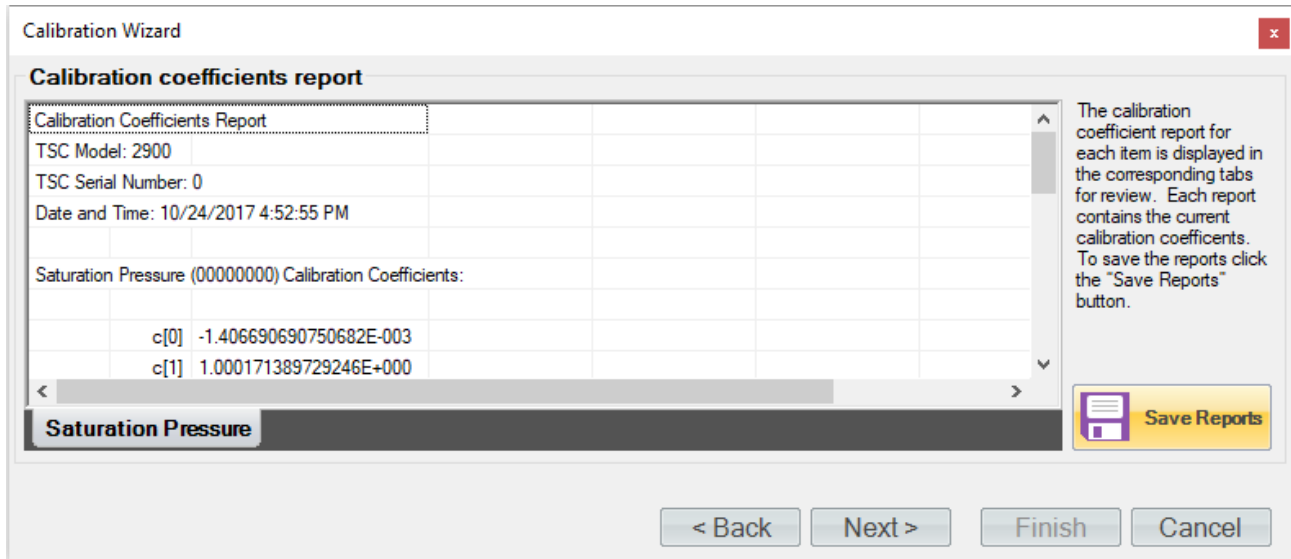 Calibration Wizard
x
Calibration coefficients report
Calibration Coefficients Report
TSC Model: 2900
TSC Serial Number: 0
Date and Time: 10/24/2017 4:52:55 PM
Saturation Pressure (00000000) Calibration Coefficients:
c[0] -1.406690690750682E-003
c[1] 1.000171389729246E+000
Saturation Pressure
The calibration
coefficient report for
each item is displayed in
the corresponding tabs
for review. Each report
contains the current
calibration coefficents.
To save the reports click
the "Save Reports"
button.
Save Reports
< Back
Next >
Finish
Cancel